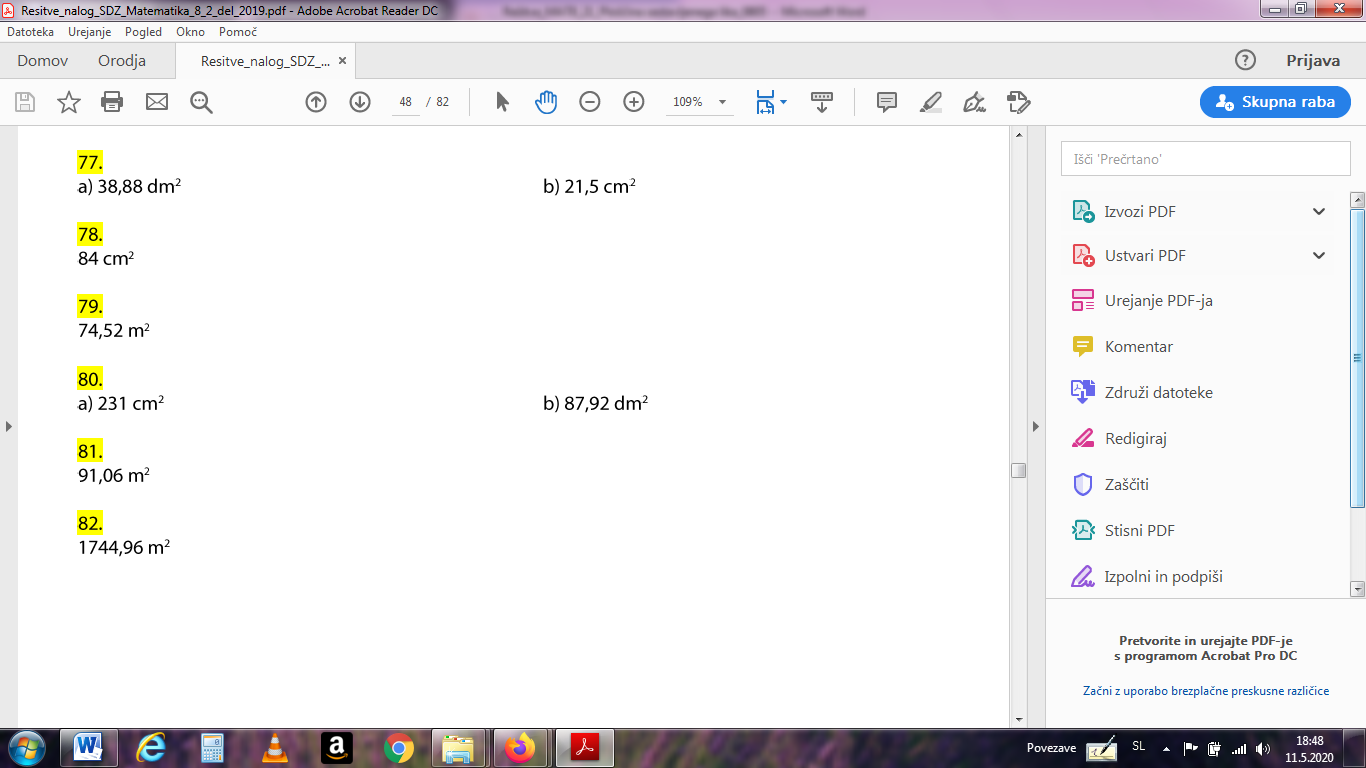 Resitve_nalog_SDZ_Matematika_8_2_del_2019.pdf - Adobe Acrobat Reader DC
Datoteka Urejanje Pogled Okno Pomoč
Domov Orodja Resitve_nalog_SDZ_... × Prijava
48 / 82 109% Skupna raba
77.
a) 38,88 dm² b) 21,5 cm²
78.
84 cm²
79.
74,52 m²
80.
a) 231 cm² b) 87,92 dm²
81.
91,06 m²
82.
1744,96 m²
Išči 'Prečrtano'
Izvozi PDF
Ustvari PDF
Urejanje PDF-ja
Komentar
Združi datoteke
Redigiraj
Zaščiti
Stisni PDF
Izpolni in podpiši
Pretvorite in urejajte PDF-je
s programom Acrobat Pro DC
Začni z uporabo brezplačne preskusne različice
Povezave SL 18:48
11.5.2020